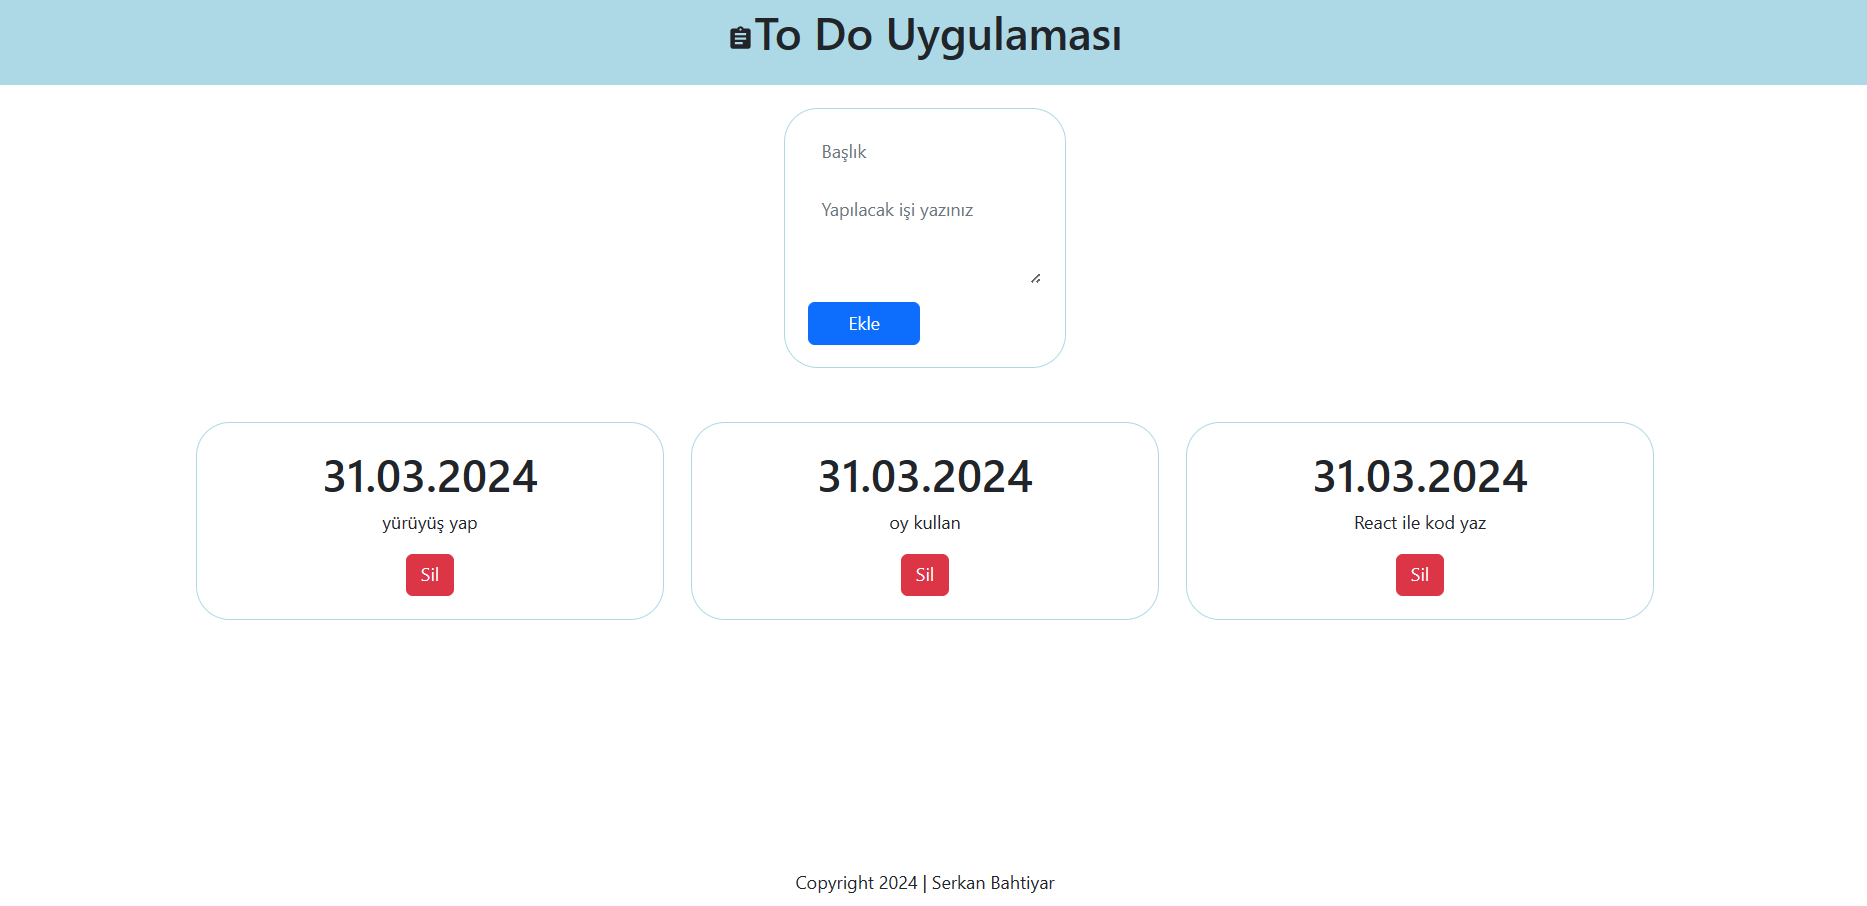 To Do Uygulaması
Başlık
Yapılacak işi yazınız
Ekle
31.03.2024
yürüyüş yap
Sil
31.03.2024
oy kullan
Sil
31.03.2024
React ile kod yaz
Sil
Copyright 2024 | Serkan Bahtiyar